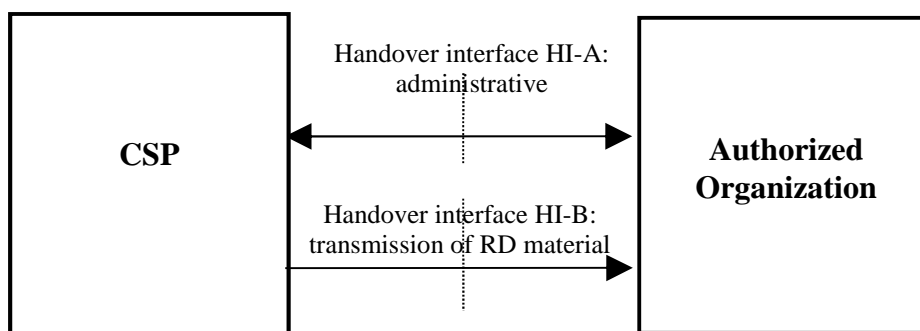 Handover interface HI-A:
administrative
CSP
Authorized
Organization
Handover interface HI-B:
transmission of RD material